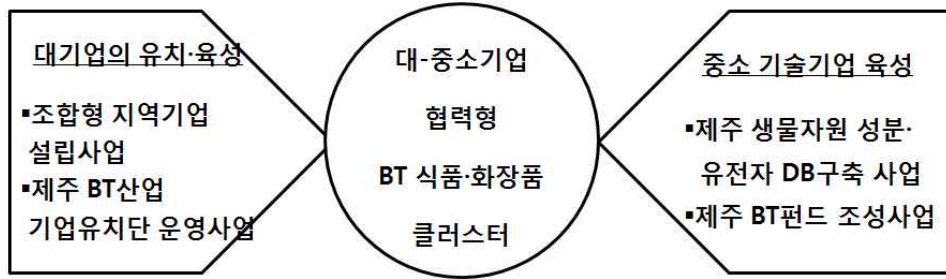 대기업의 유치·육성
▪조합형 지역기업
설립사업
▪제주 BT산업
기업유치단 운영사업
대-중소기업
협력형
BT 식품·화장품
클러스터
중소 기술기업 육성
▪제주 생물자원 성분·
유전자 DB구축 사업
▪제주 BT펀드 조성사업